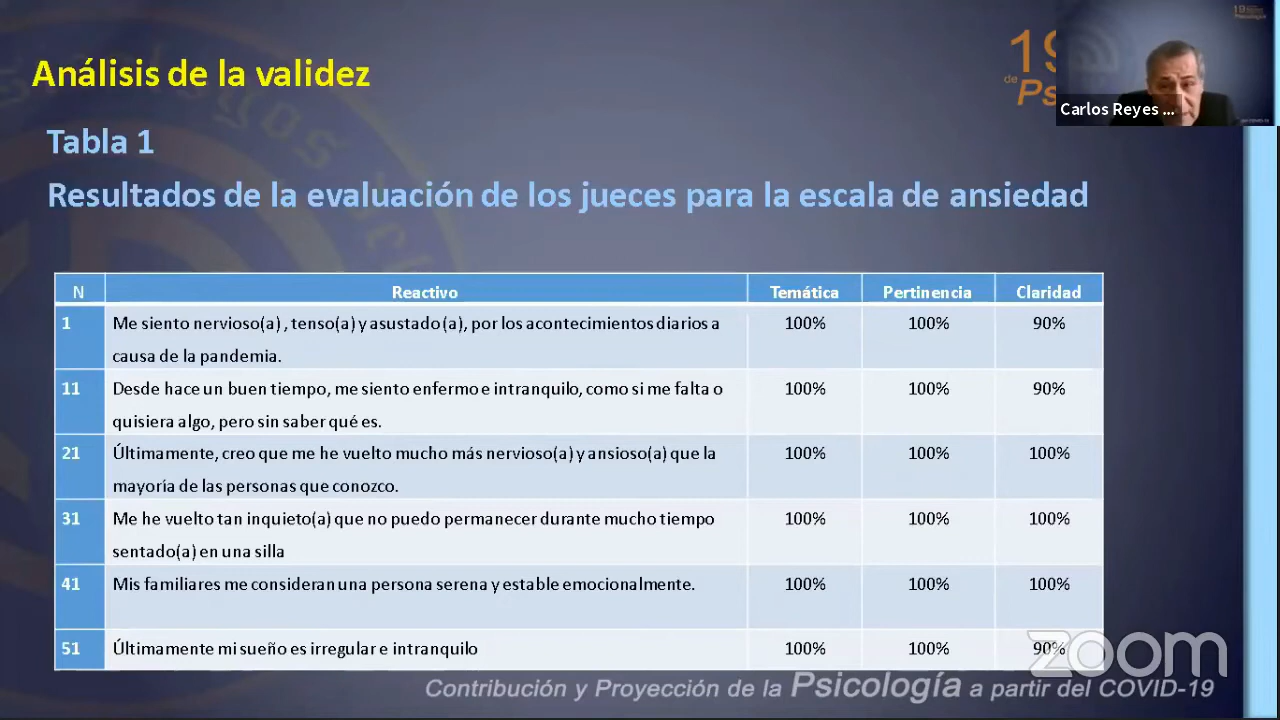 Análisis de la validez
19
de
Carlos Reyes ...
Tabla 1
Resultados de la evaluación de los jueces para la escala de ansiedad
N Reactivo Temática Pertinencia Claridad
1 Me siento nervioso(a) , tenso(a) y asustado (a), por los acontecimientos diarios a 100% 100% 90%
causa de la pandemia.
11 Desde hace un buen tiempo, me siento enfermo e intranquilo, como si me falta o 100% 100% 90%
quisiera algo, pero sin saber qué es.
21 Últimamente, creo que me he vuelto mucho más nervioso(a) y ansioso(a) que la 100% 100% 100%
mayoría de las personas que conozco.
31 Me he vuelto tan inquieto(a) que no puedo permanecer durante mucho tiempo 100% 100% 100%
sentado(a) en una silla
41 Mis familiares me consideran una persona serena y estable emocionalmente. 100% 100% 100%
51 Últimamente mi sueño es irregular e intranquilo 100% 100% 90%
zoom
Contribución y Proyección de la Psicología a partir del COVID-19